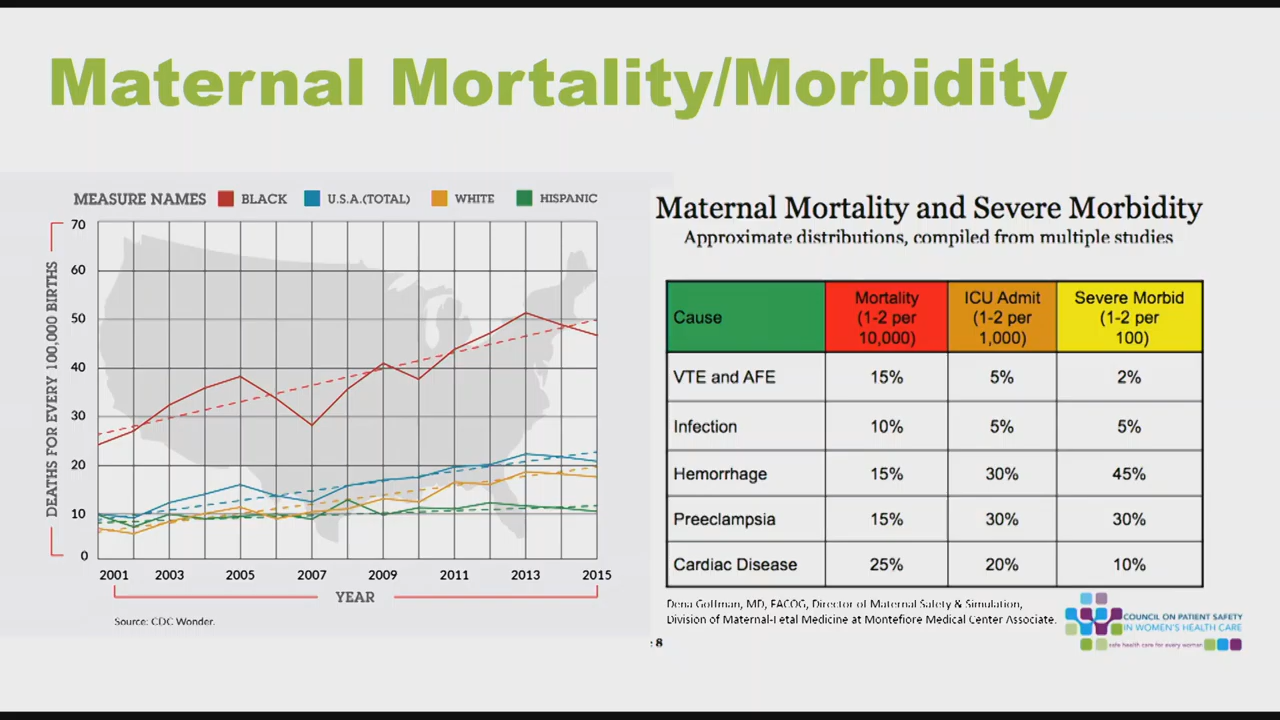 Maternal Mortality/Morbidity
MEASURE NAMES BLACK U.S.A.(TOTAL) WHITE HISPANIC
DEATHS FOR EVERY 100,000 BIRTHS
70
60
50
40
30
20
10
0
2001 2003 2005 2007 2009 2011 2013 2015
YEAR
Source: CDC Wonder.
Maternal Mortality and Severe Morbidity
Approximate distributions, compiled from multiple studies
Cause Mortality (1-2 per 10,000) ICU Admit (1-2 per 1,000) Severe Morbid (1-2 per 100)
VTE and AFE 15% 5% 2%
Infection 10% 5% 5%
Hemorrhage 15% 30% 45%
Preeclampsia 15% 30% 30%
Cardiac Disease 25% 20% 10%
Dena Goffman, MD, FACOG, Director of Maternal Safety & Simulation,
Division of Maternal-Fetal Medicine at Montefiore Medical Center Associate.
COUNCIL ON PATIENT SAFETY
IN WOMEN'S HEALTH CARE
safe health care for every woman
8